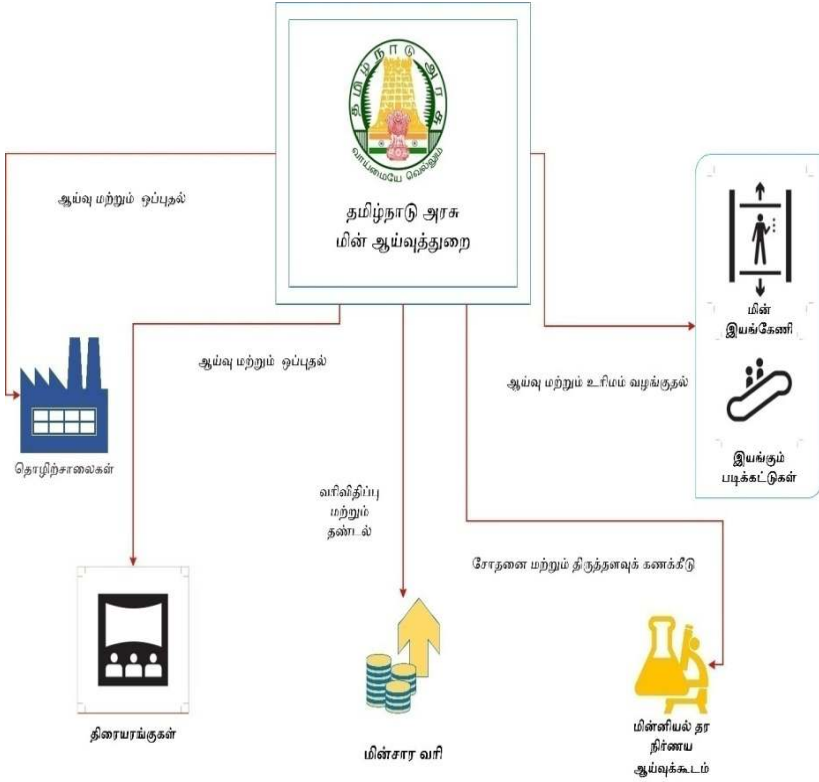 தமிழ்நாடு அரசு
வாய்மையே வெல்லும்
தமிழ்நாடு அரசு
மின் ஆய்வுத்துறை
ஆய்வு மற்றும் ஒப்புதல்
தொழிற்சாலைகள்
ஆய்வு மற்றும் ஒப்புதல்
திரையரங்குகள்
வரிவிதிப்பு
மற்றும்
தண்டல்
மின்சார வரி
சோதனை மற்றும் திருத்தளவுக் கணக்கீடு
மின்னியல் தர
நிர்ணய
ஆய்வுக்கூடம்
ஆய்வு மற்றும் உரிமம் வழங்குதல்
மின்
இயங்கேணி
இயங்கும்
படிக்கட்டுகள்